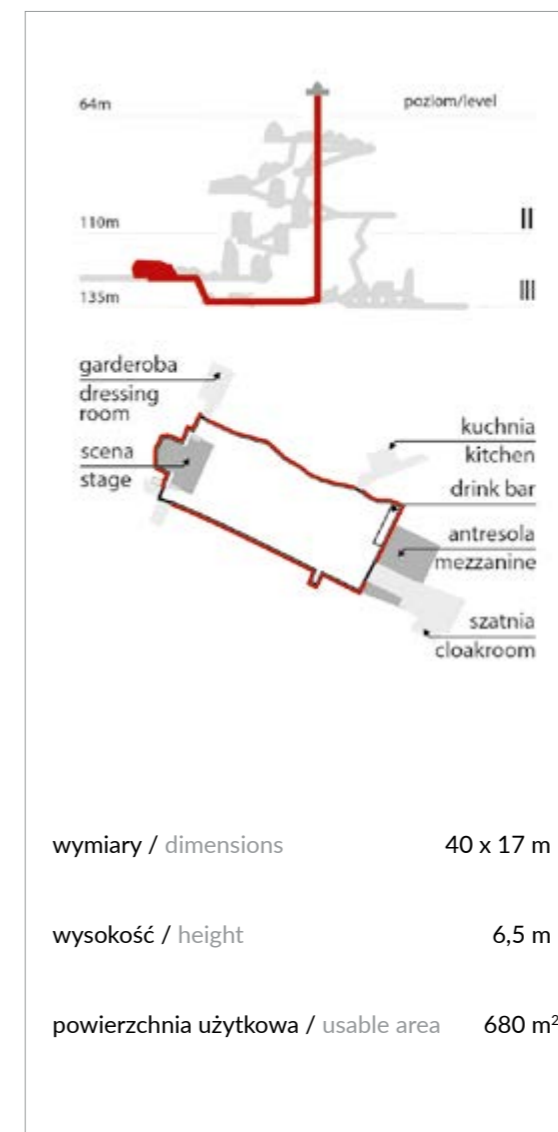 64m
poziom/level
110m
II
135m
III
garderoba
dressing
room
scena
stage
kuchnia
kitchen
drink bar
antresola
mezzanine
szatnia
cloakroom
wymiary / dimensions 40 x 17 m
wysokość / height 6,5 m
powierzchnia użytkowa / usable area 680 m²